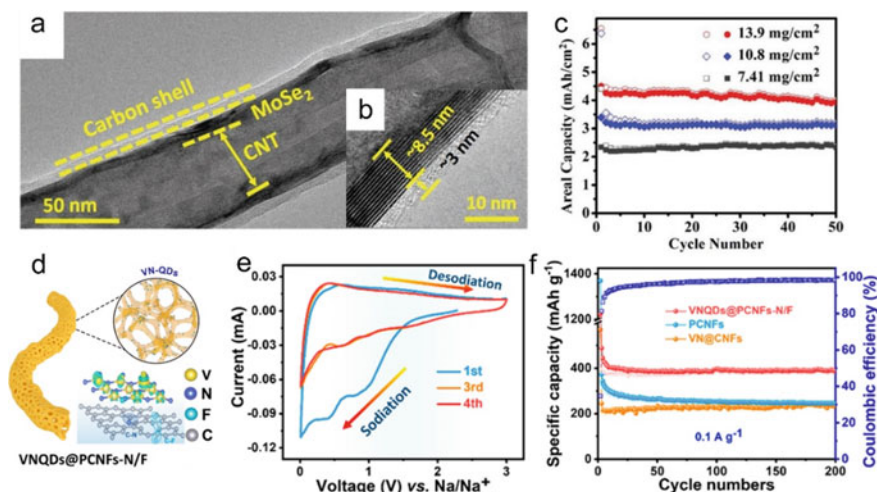 a
Carbon shell
MoSe2
CNT
50 nm
b
~8.5 nm
~3 nm
10 nm
c
Areal Capacity (mAh/cm²)
13.9 mg/cm²
10.8 mg/cm²
7.41 mg/cm²
6
5
4
3
2
1
0
0 10 20 30 40 50
Cycle Number
d
VN-QDs
V
N
F
C
VNQDs@PCNFs-N/F
e
Current (mA)
0.03
0.00
-0.03
-0.06
-0.09
-0.12
Desodiation
Sodiation
1st
3rd
4th
0 1 2 3
Voltage (V) vs. Na/Na⁺
f
Specific capacity (mAh g⁻¹)
1400
1200
400
200
0
VNQDs@PCNFs-N/F
PCNFs
VN@CNFs
0.1 A g⁻¹
0 50 100 150 200
Cycle numbers
100
80
60
40
20
0
Coulombic efficiency (%)